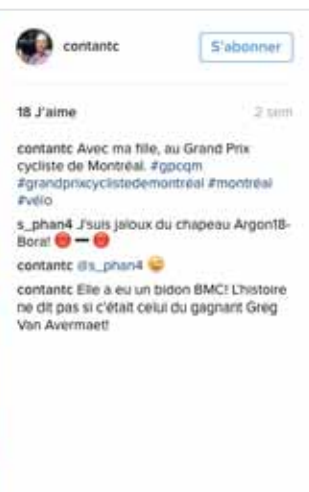 contantc
S'abonner
18 J'aime
2 sem
contantc Avec ma fille, au Grand Prix
cycliste de Montréal. #gpcqm
#grandprixcyclistedemontréal #montréal
#vélo
s_phan4 J'suis jaloux du chapeau Argon18-
Bora!
contantc @s_phan4
contantc Elle a eu un bidon BMC! L'histoire
ne dit pas si c'était celui du gagnant Greg
Van Avermaet!